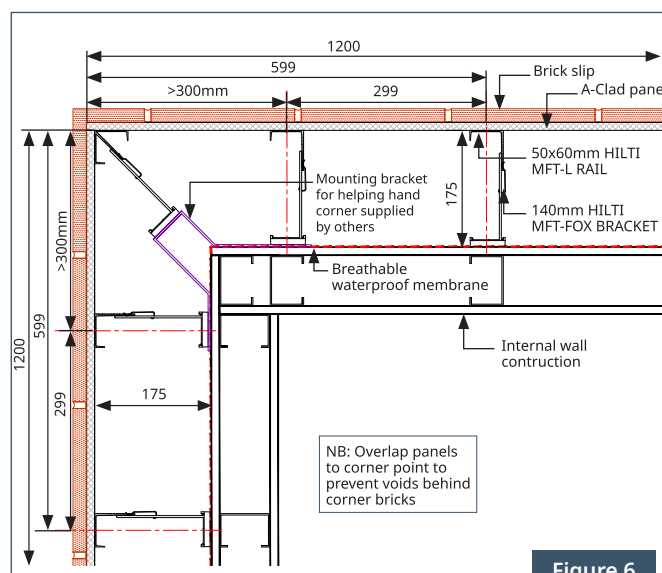 1200
599
>300mm
299
Brick slip
A-Clad pane
50x60mm HILTI
MFT-L RAIL
Mounting bracket
for helping hand
corner supplied
by others
175
140mm HILTI
MFT-FOX BRACKET
>300mm
Breathable
waterproof membrane
599
1200
Internal wall
contruction
299
175
NB: Overlap panels
to corner point to
prevent voids behind
corner bricks
Figure 6